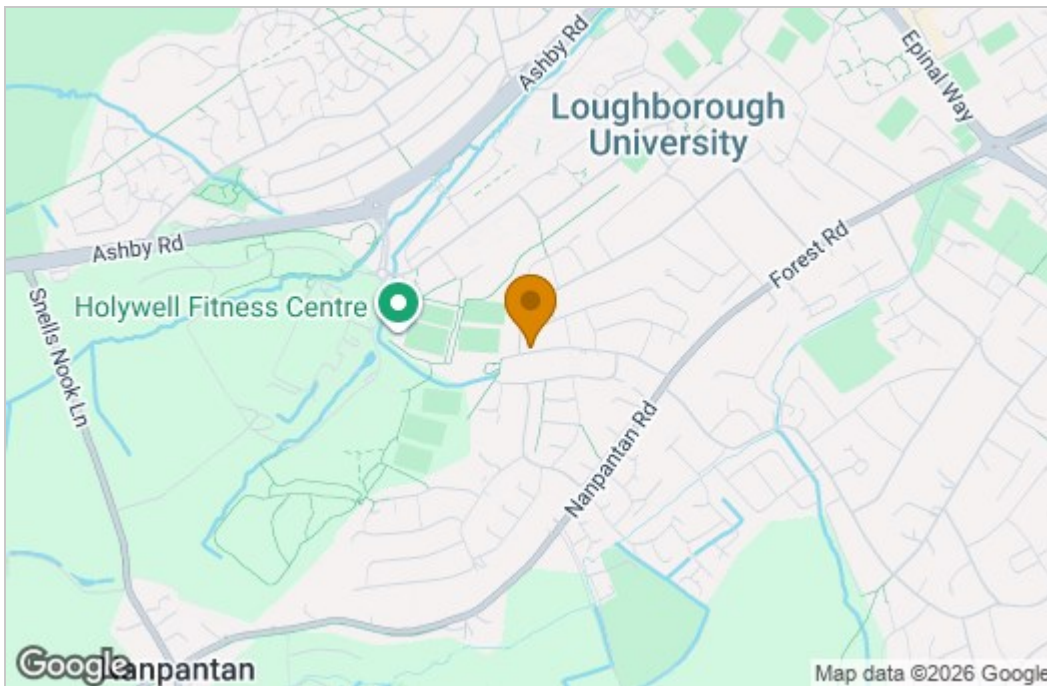 Ashby Rd
Epinal Way
Loughborough
University
Ashby Rd
Forest Rd
Holywell Fitness Centre
Snells Nook Ln
Nanpantan Rd
Google
Nanpantan
Map data ©2026 Google